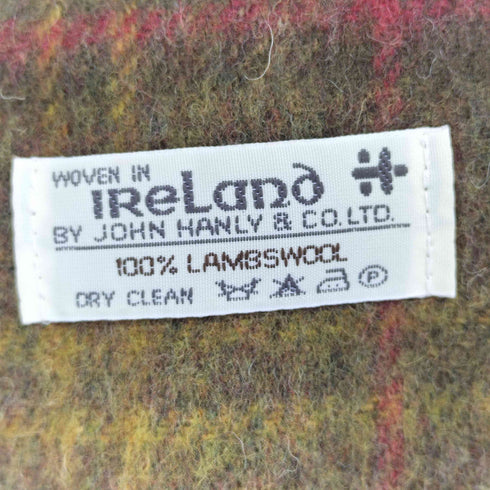 WOVEN IN
IRELAND
BY JOHN HANLY & CO. LTD.
100% LAMBSWOOL
DRY CLEAN P